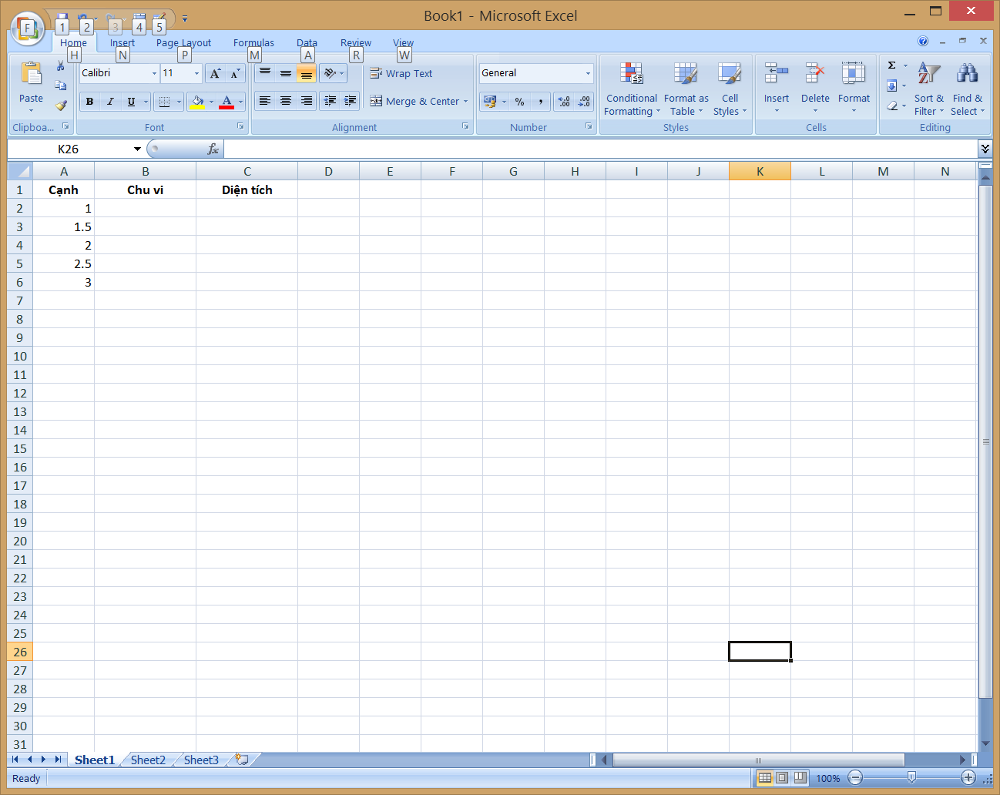 Book1 - Microsoft Excel
F 1 2 3 4 5
Home Insert Page Layout Formulas Data Review View
H N P M A R W
Calibri 11 Wrap Text General Σ
Paste B I U A Merge & Center % , Conditional Formatting Format as Table Cell Styles Insert Delete Format Sort & Filter Find & Select
Clipboa... Font Alignment Number Styles Cells Editing
K26 fx
A B C D E F G H I J K L M N
1 Cạnh Chu vi Diện tích
2 1
3 1.5
4 2
5 2.5
6 3
7
8
9
10
11
12
13
14
15
16
17
18
19
20
21
22
23
24
25
26
27
28
29
30
31
Sheet1 Sheet2 Sheet3
Ready 100%